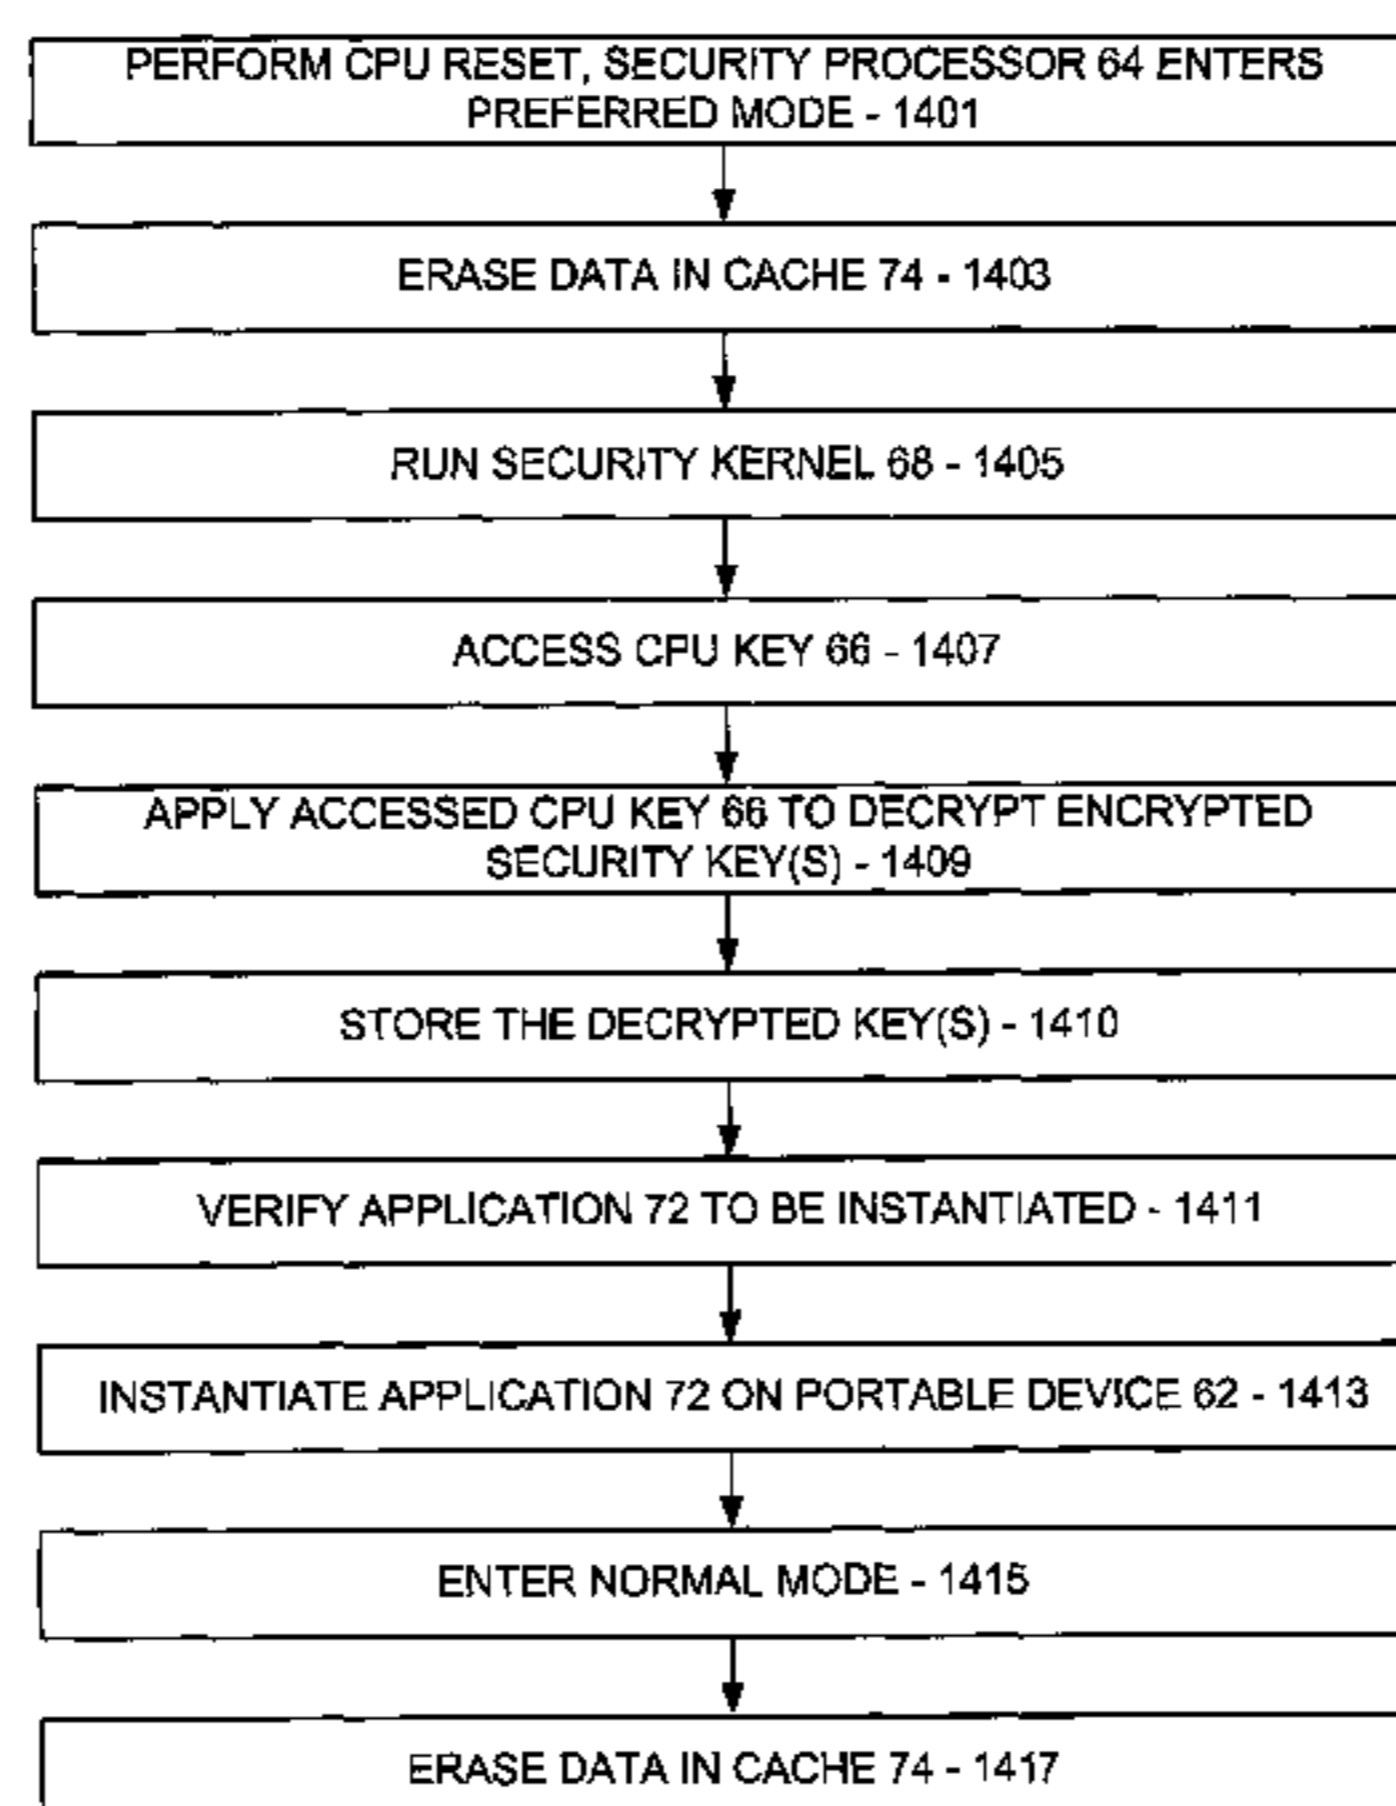 PERFORM CPU RESET, SECURITY PROCESSOR 64 ENTERS
PREFERRED MODE - 1401
ERASE DATA IN CACHE 74 - 1403
RUN SECURITY KERNEL 68 - 1405
ACCESS CPU KEY 66 - 1407
APPLY ACCESSED CPU KEY 66 TO DECRYPT ENCRYPTED
SECURITY KEY(S) - 1409
STORE THE DECRYPTED KEY(S) - 1410
VERIFY APPLICATION 72 TO BE INSTANTIATED - 1411
INSTANTIATE APPLICATION 72 ON PORTABLE DEVICE 62 - 1413
ENTER NORMAL MODE - 1415
ERASE DATA IN CACHE 74 - 1417